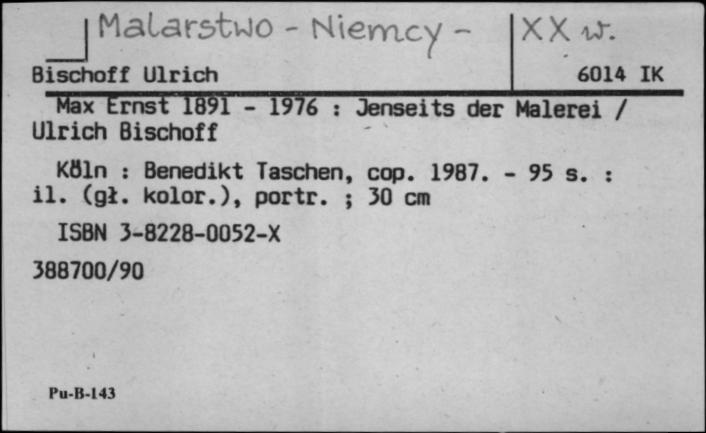 Malarstwo - Niemcy - XX w.
Bischoff Ulrich 6014 IK
Max Ernst 1891 - 1976 : Jenseits der Malerei /
Ulrich Bischoff
Köln : Benedikt Taschen, cop. 1987. - 95 s. :
il. (gł. kolor.), portr. ; 30 cm
ISBN 3-8228-0052-X
388700/90
Pu-B-143